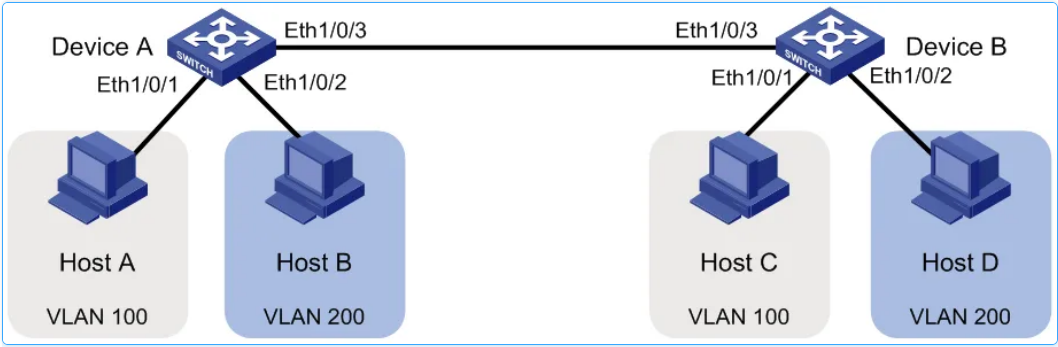 Device A
Eth1/0/3
Eth1/0/3
Device B
SWITCH
SWITCH
Eth1/0/1
Eth1/0/2
Eth1/0/1
Eth1/0/2
Host A
Host B
Host C
Host D
VLAN 100
VLAN 200
VLAN 100
VLAN 200